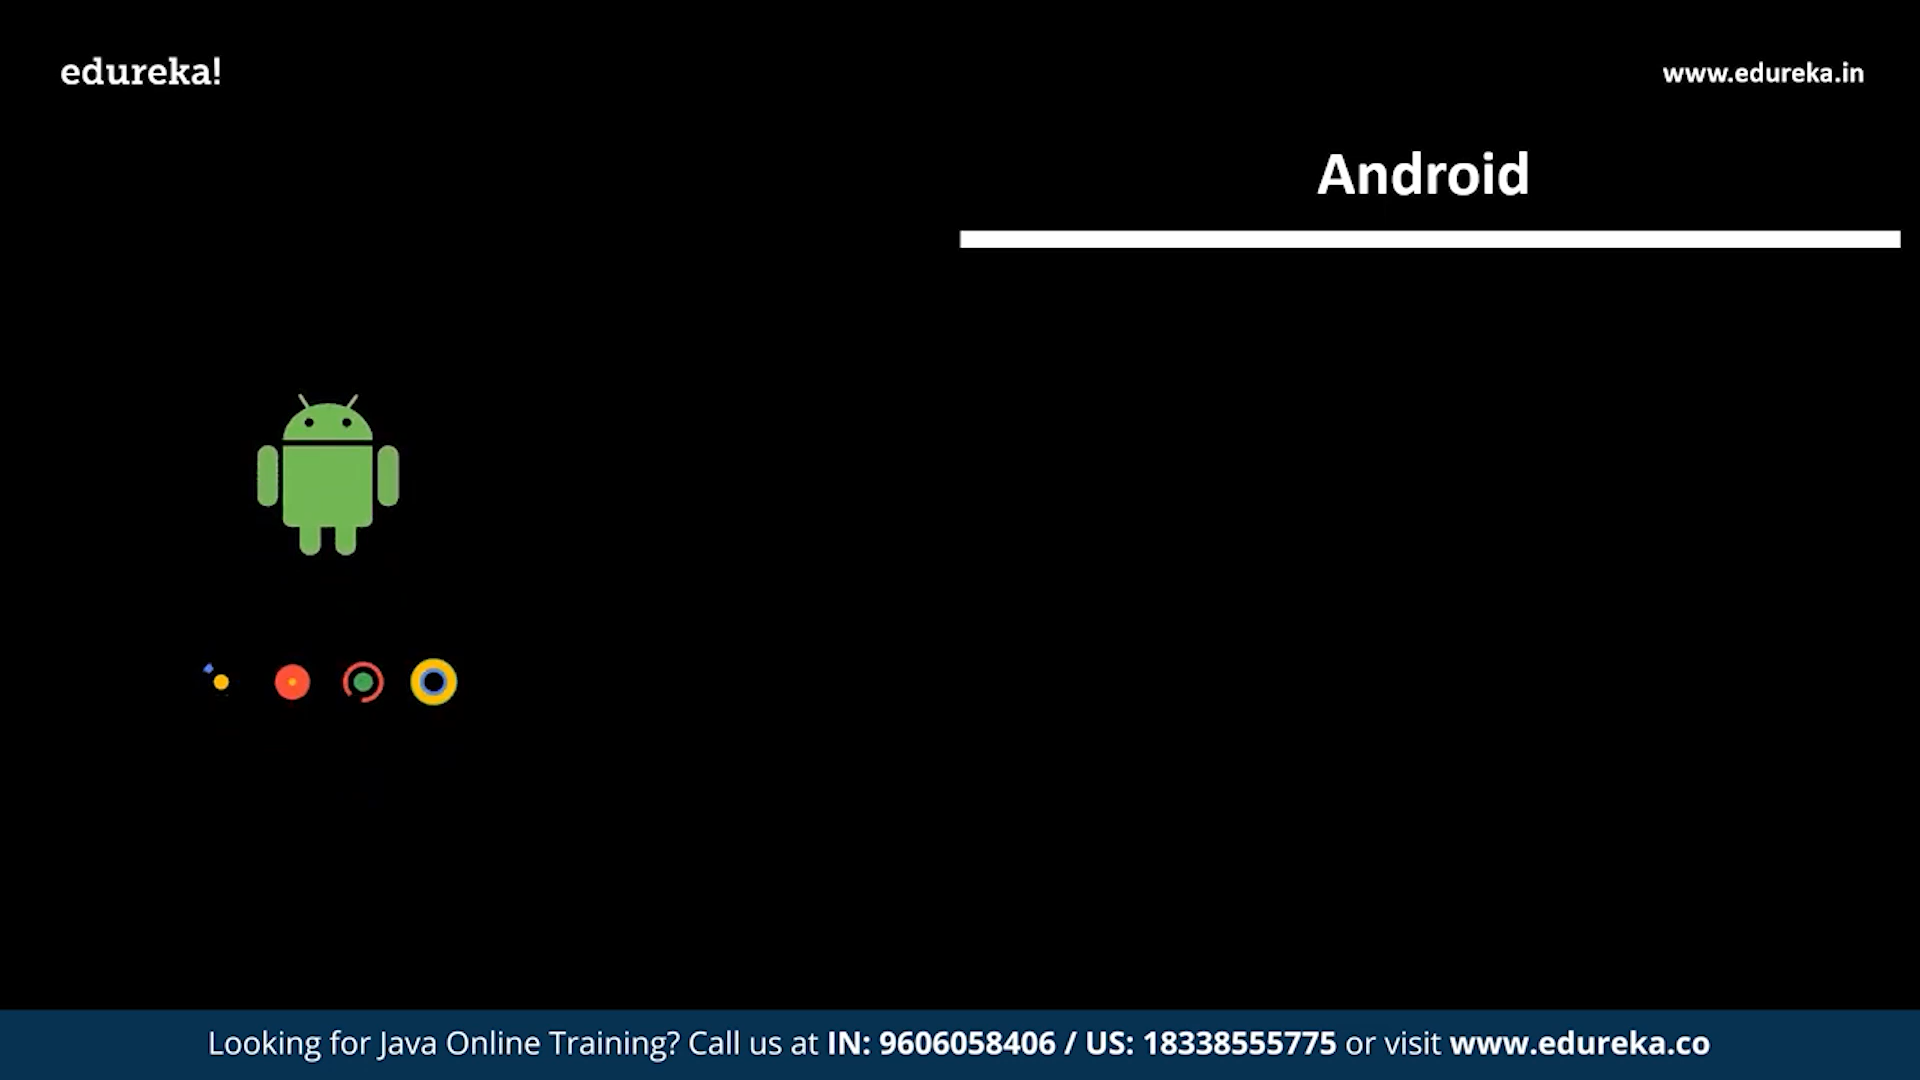 edureka!
www.edureka.in
Android
Looking for Java Online Training? Call us at IN: 9606058406 / US: 18338555775 or visit www.edureka.co